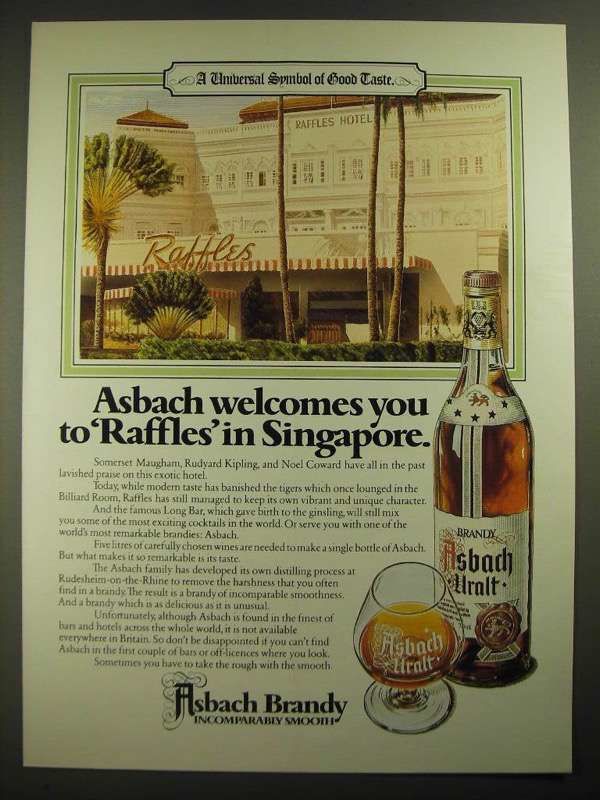 A Universal Symbol of Good Taste.
RAFFLES HOTEL
Raffles
Asbach welcomes you
to ‘Raffles’ in Singapore.
Somerset Maugham, Rudyard Kipling, and Noel Coward have all in the past
lavished praise on this exotic hotel.
Today, while modern taste has banished the tigers which once lounged in the
Billiard Room, Raffles has still managed to keep its own vibrant and unique character.
And the famous Long Bar, which gave birth to the ginsling, will still mix
you some of the most exciting cocktails in the world. Or serve you with one of the
world's most remarkable brandies: Asbach.
Five litres of carefully chosen wines are needed to make a single bottle of Asbach.
But what makes it so remarkable is its taste.
The Asbach family has developed its own distilling process at
Rudesheim-on-the-Rhine to remove the harshness that you often
find in a brandy. The result is a brandy of incomparable smoothness.
And a brandy which is as delicious as it is unusual.
Unfortunately, although Asbach is found in the finest of
bars and hotels across the whole world, it is not available
everywhere in Britain. So don't be disappointed if you can't find
Asbach in the first couple of bars or off-licences where you look.
Sometimes you have to take the rough with the smooth.
Asbach Brandy
INCOMPARABLY SMOOTH
BRANDY
Asbach
Uralt
Asbach
Uralt